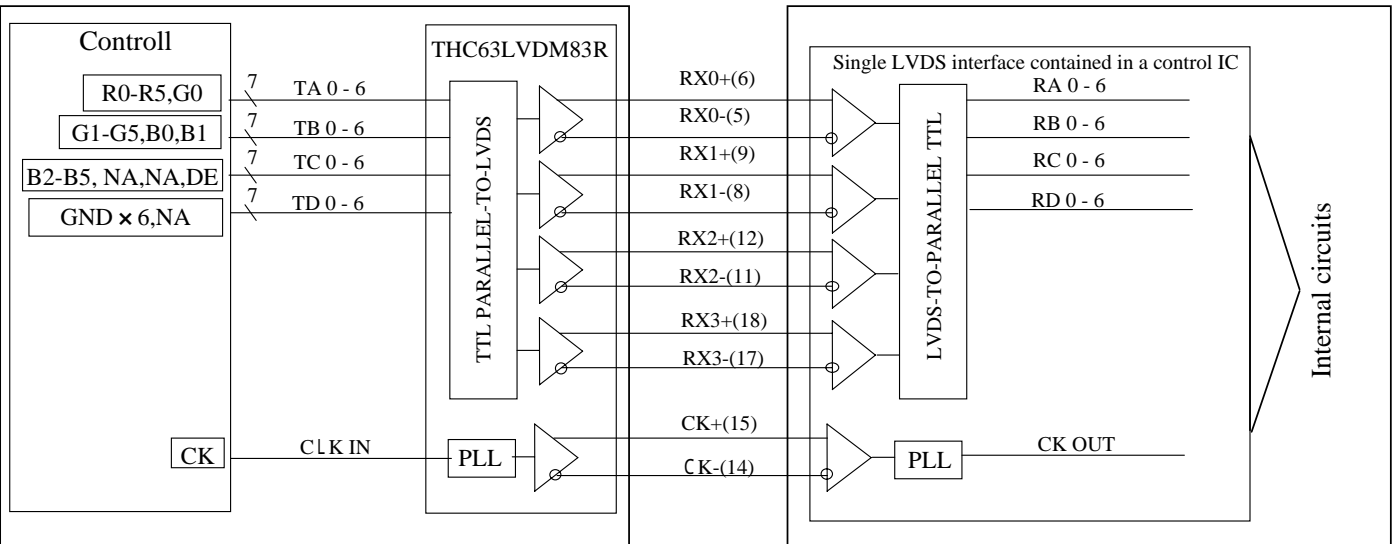 Controll
R0-R5,G0
G1-G5,B0,B1
B2-B5, NA,NA,DE
GND × 6,NA
CK
7
TA 0 - 6
7
TB 0 - 6
7
TC 0 - 6
7
TD 0 - 6
CLK IN
THC63LVDM83R
TTL PARALLEL-TO-LVDS
PLL
RX0+(6)
RX0-(5)
RX1+(9)
RX1-(8)
RX2+(12)
RX2-(11)
RX3+(18)
RX3-(17)
CK+(15)
CK-(14)
Single LVDS interface contained in a control IC
LVDS-TO-PARALLEL TTL
PLL
RA 0 - 6
RB 0 - 6
RC 0 - 6
RD 0 - 6
CK OUT
Internal circuits